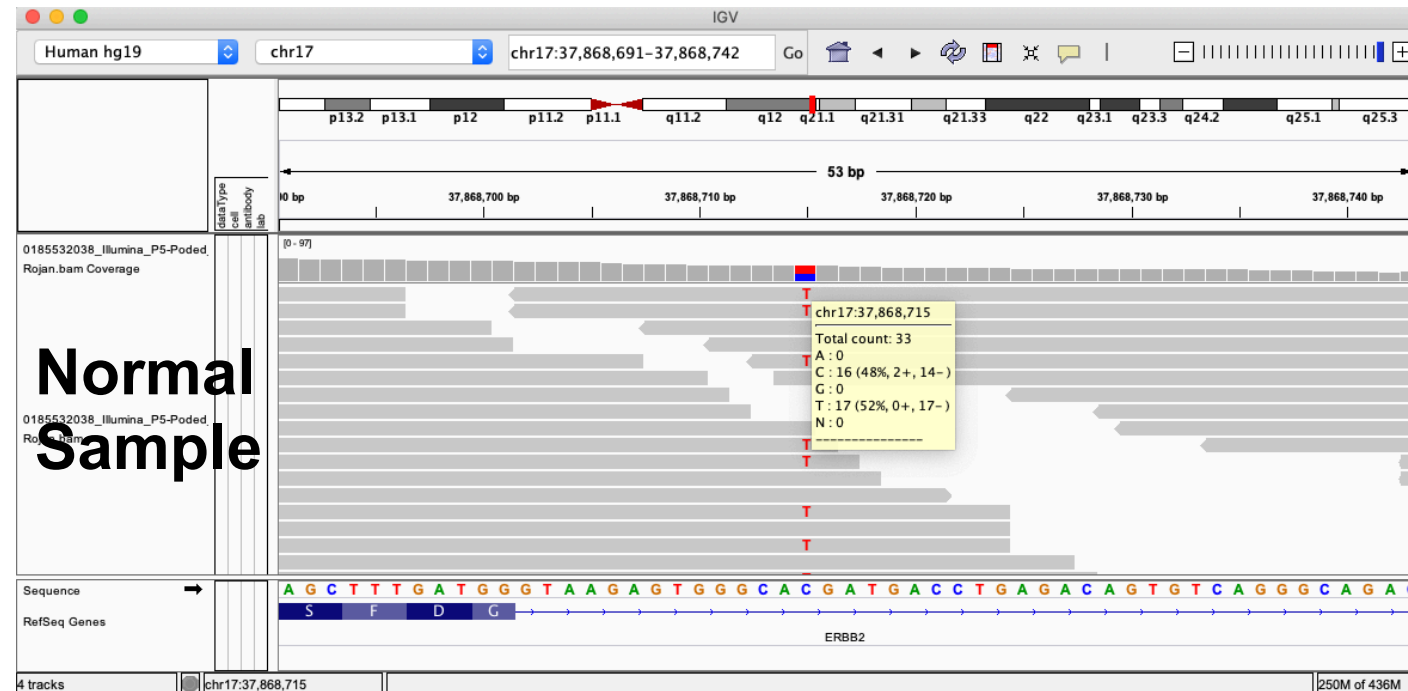 IGV
Human hg19 chr17 chr17:37,868,691-37,868,742 Go
p13.2 p13.1 p12 p11.2 p11.1 q11.2 q12 q21.1 q21.31 q21.33 q22 q23.1 q23.3 q24.2 q25.1 q25.3
53 bp
37,868,700 bp 37,868,710 bp 37,868,720 bp 37,868,730 bp 37,868,740 bp
dataType
cell
antibody
lab
0185532038_Illumina_P5-Poded_
Rojan.bam Coverage
[0 - 97]
T
T
T
T
T
T
T
chr17:37,868,715
Total count: 33
A : 0
C : 16 (48%, 2+, 14- )
G : 0
T : 17 (52%, 0+, 17- )
N : 0
---------------
Normal
Sample
0185532038_Illumina_P5-Poded_
Sequence
A G C T T T G A T G G G T A A G A G T G G G C A C G A T G A C C T G A G A C A G T G T C A G G G C A G A
RefSeq Genes
S F D G
ERBB2
4 tracks chr17:37,868,715 250M of 436M